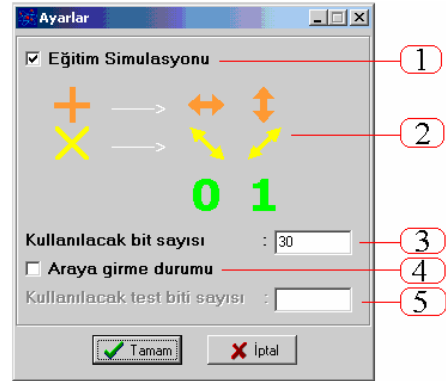 Ayarlar
Eğitim Simulasyonu
1
2
0 1
Kullanılacak bit sayısı : 30
3
Araya girme durumu
4
Kullanılacak test biti sayısı :
5
Tamam
İptal